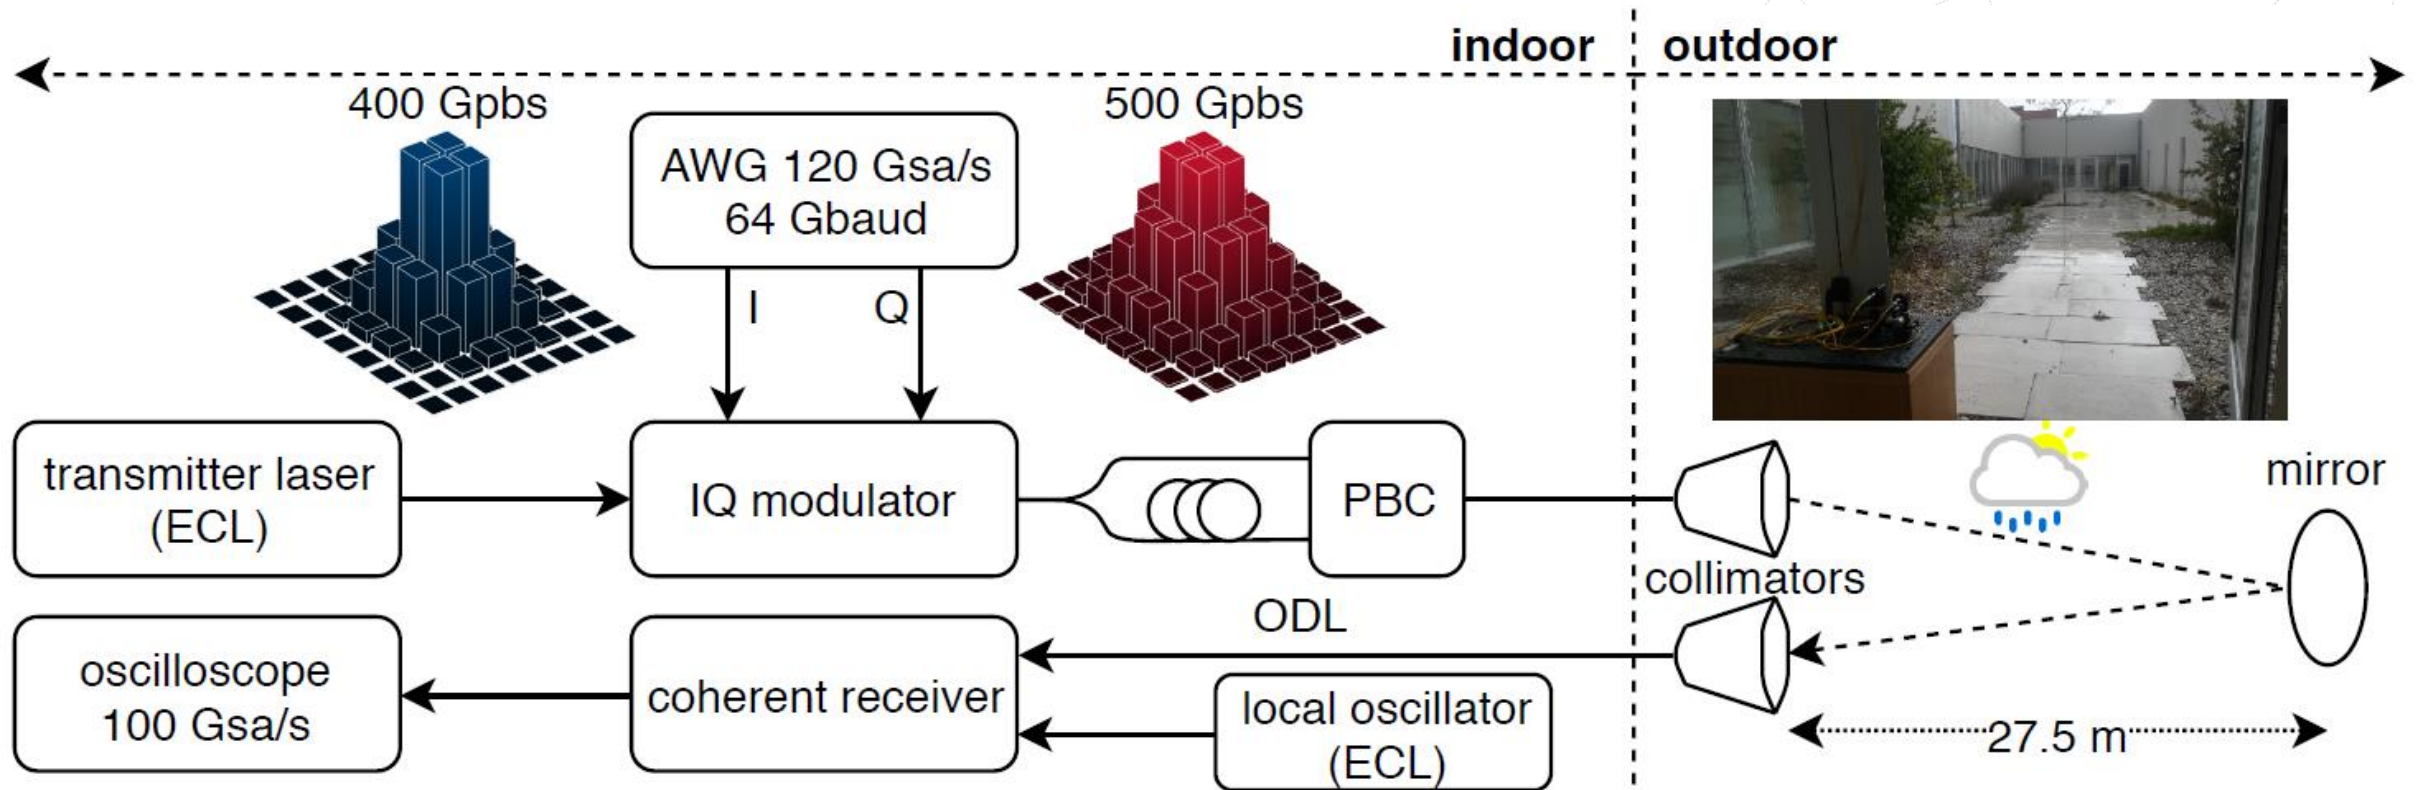 indoor
outdoor
400 Gpbs
500 Gpbs
AWG 120 Gsa/s
64 Gbaud
I
Q
transmitter laser
(ECL)
IQ modulator
PBC
mirror
collimators
ODL
oscilloscope
100 Gsa/s
coherent receiver
local oscillator
(ECL)
27.5 m